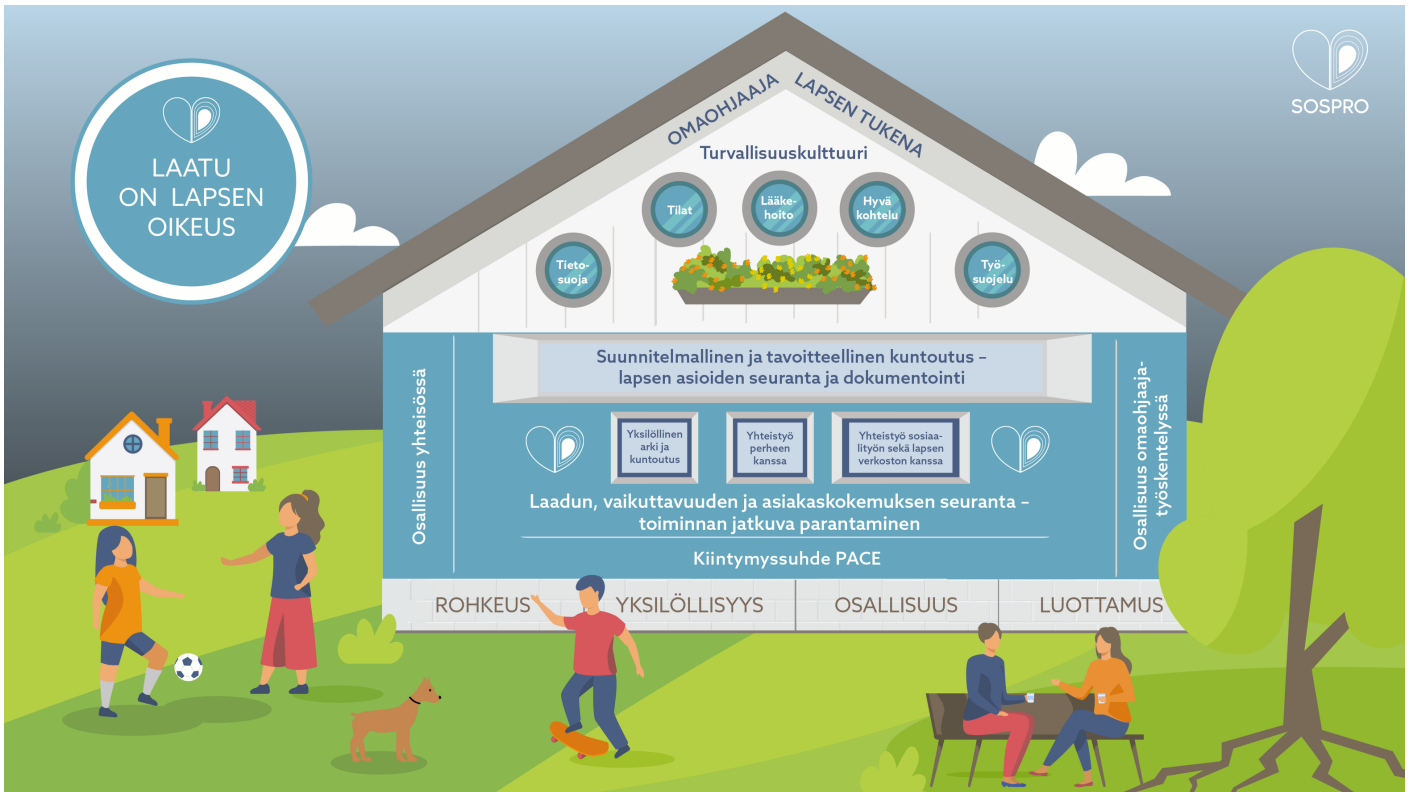 LAATU
ON LAPSEN
OIKEUS
SOSPRO
OMAOHJAAJA LAPSEN TUKENA
Turvallisuuskulttuuri
Tieto-
suoja
Tilat
Lääke-
hoito
Hyvä
kohtelu
Työ-
suojelu
Suunnitelmallinen ja tavoitteellinen kuntoutus –
lapsen asioiden seuranta ja dokumentointi
Osallisuus yhteisössä
Yksilöllinen
arki ja
kuntoutus
Yhteistyö
perheen
kanssa
Yhteistyö sosiaa-
lityön sekä lapsen
verkoston kanssa
Osallisuus omaohjaaja-
työskentelyssä
Laadun, vaikuttavuuden ja asiakaskokemuksen seuranta –
toiminnan jatkuva parantaminen
Kiintymyssuhde PACE
ROHKEUS YKSILÖLLISYYS OSALLISUUS LUOTTAMUS